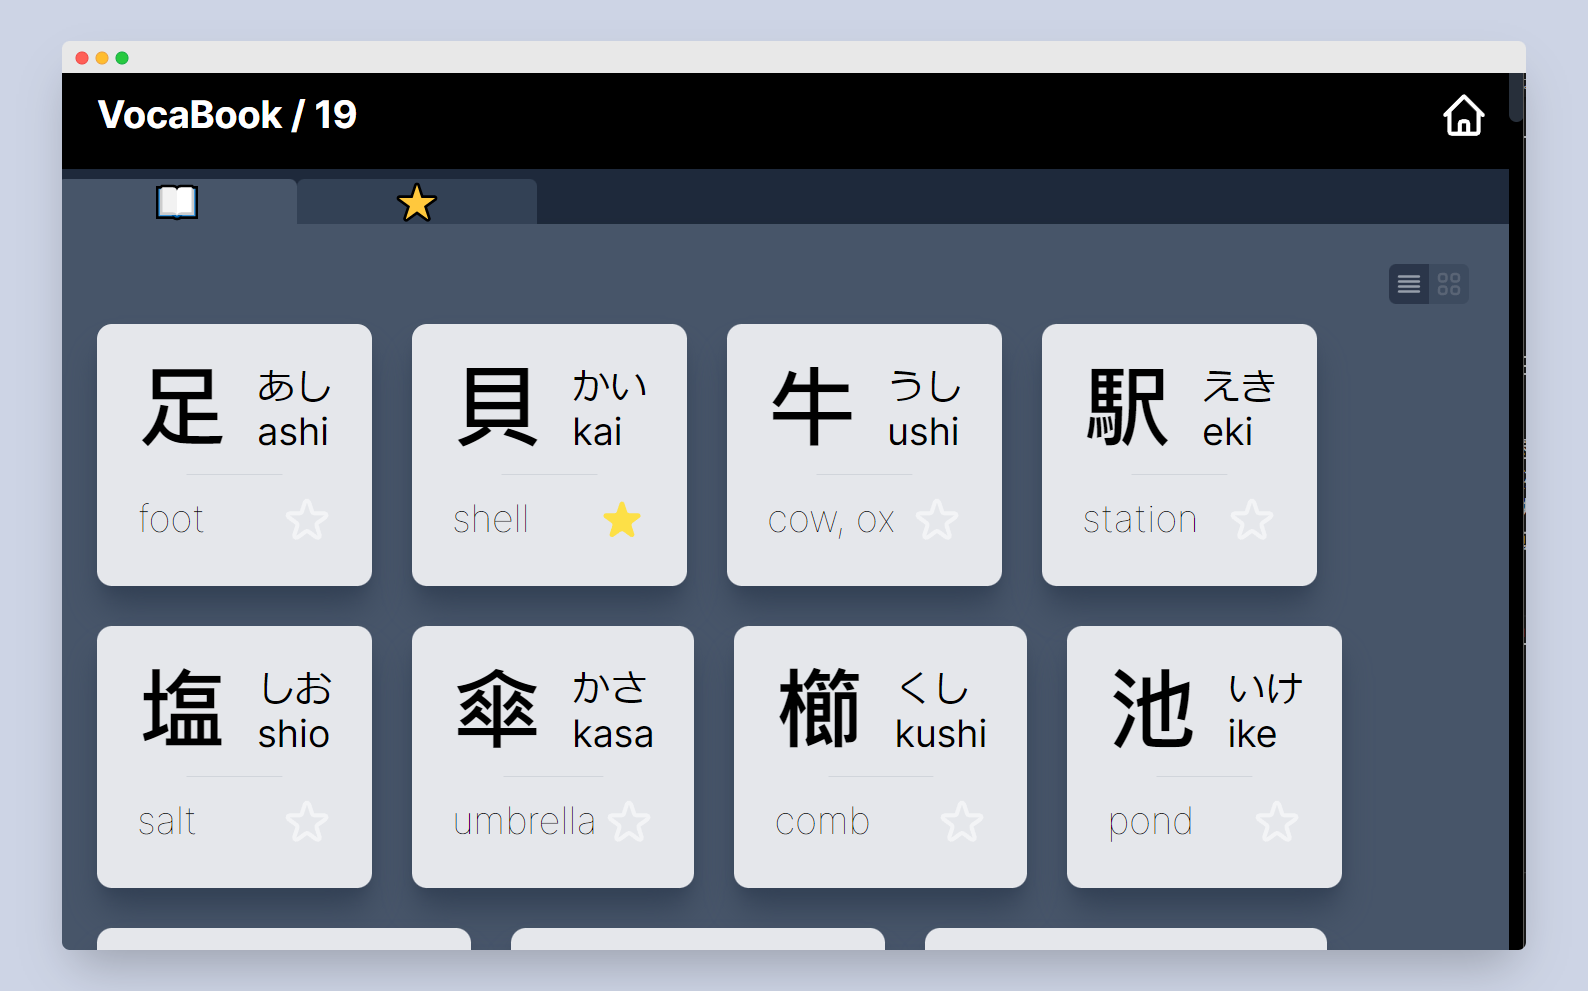 VocaBook / 19
足 あし
ashi
foot
貝 かい
kai
shell
牛 うし
ushi
cow, ox
駅 えき
eki
station
塩 しお
shio
salt
傘 かさ
kasa
umbrella
櫛 くし
kushi
comb
池 いけ
ike
pond